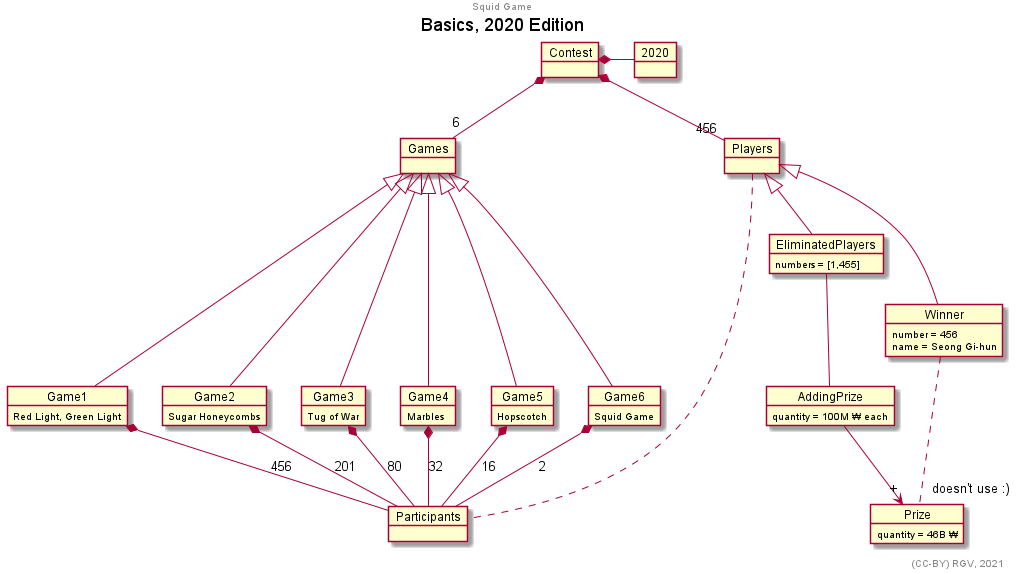 Squid Game
Basics, 2020 Edition
Contest
2020
6
456
Games
Players
EliminatedPlayers
numbers = [1,455]
Winner
number = 456
name = Seong Gi-hun
Game1
Red Light, Green Light
Game2
Sugar Honeycombs
Game3
Tug of War
Game4
Marbles
Game5
Hopscotch
Game6
Squid Game
AddingPrize
quantity = 100M ₩ each
456
201
80
32
16
2
+
doesn't use :)
Participants
Prize
quantity = 46B ₩
(CC-BY) RGV, 2021